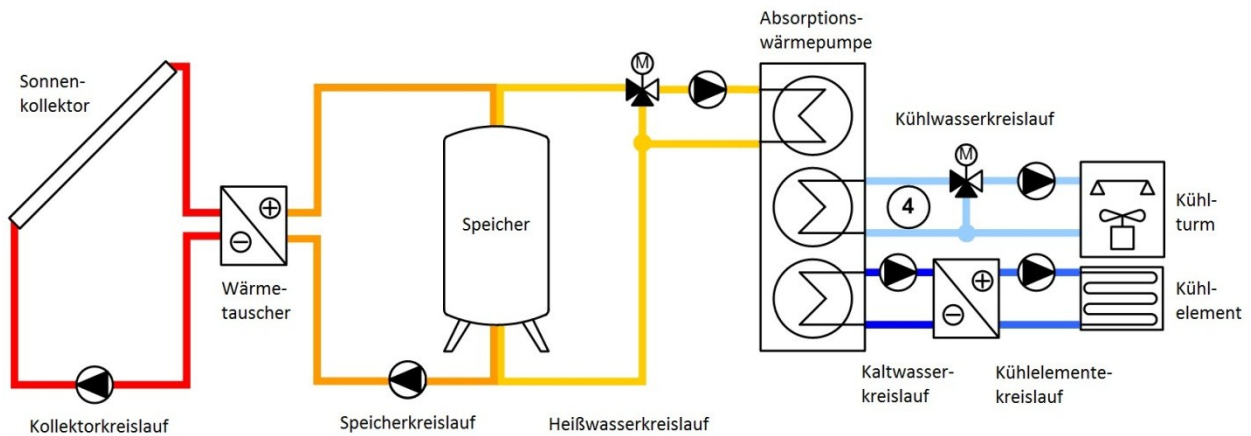 Absorptions-
wärmepumpe
Sonnen-
kollektor
M
Kühlwasserkreislauf
M
4
Kühl-
turm
Speicher
Wärme-
tauscher
Kühl-
element
Kaltwasser-
kreislauf
Kühlelemente-
kreislauf
Kollektorkreislauf
Speicherkreislauf
Heißwasserkreislauf